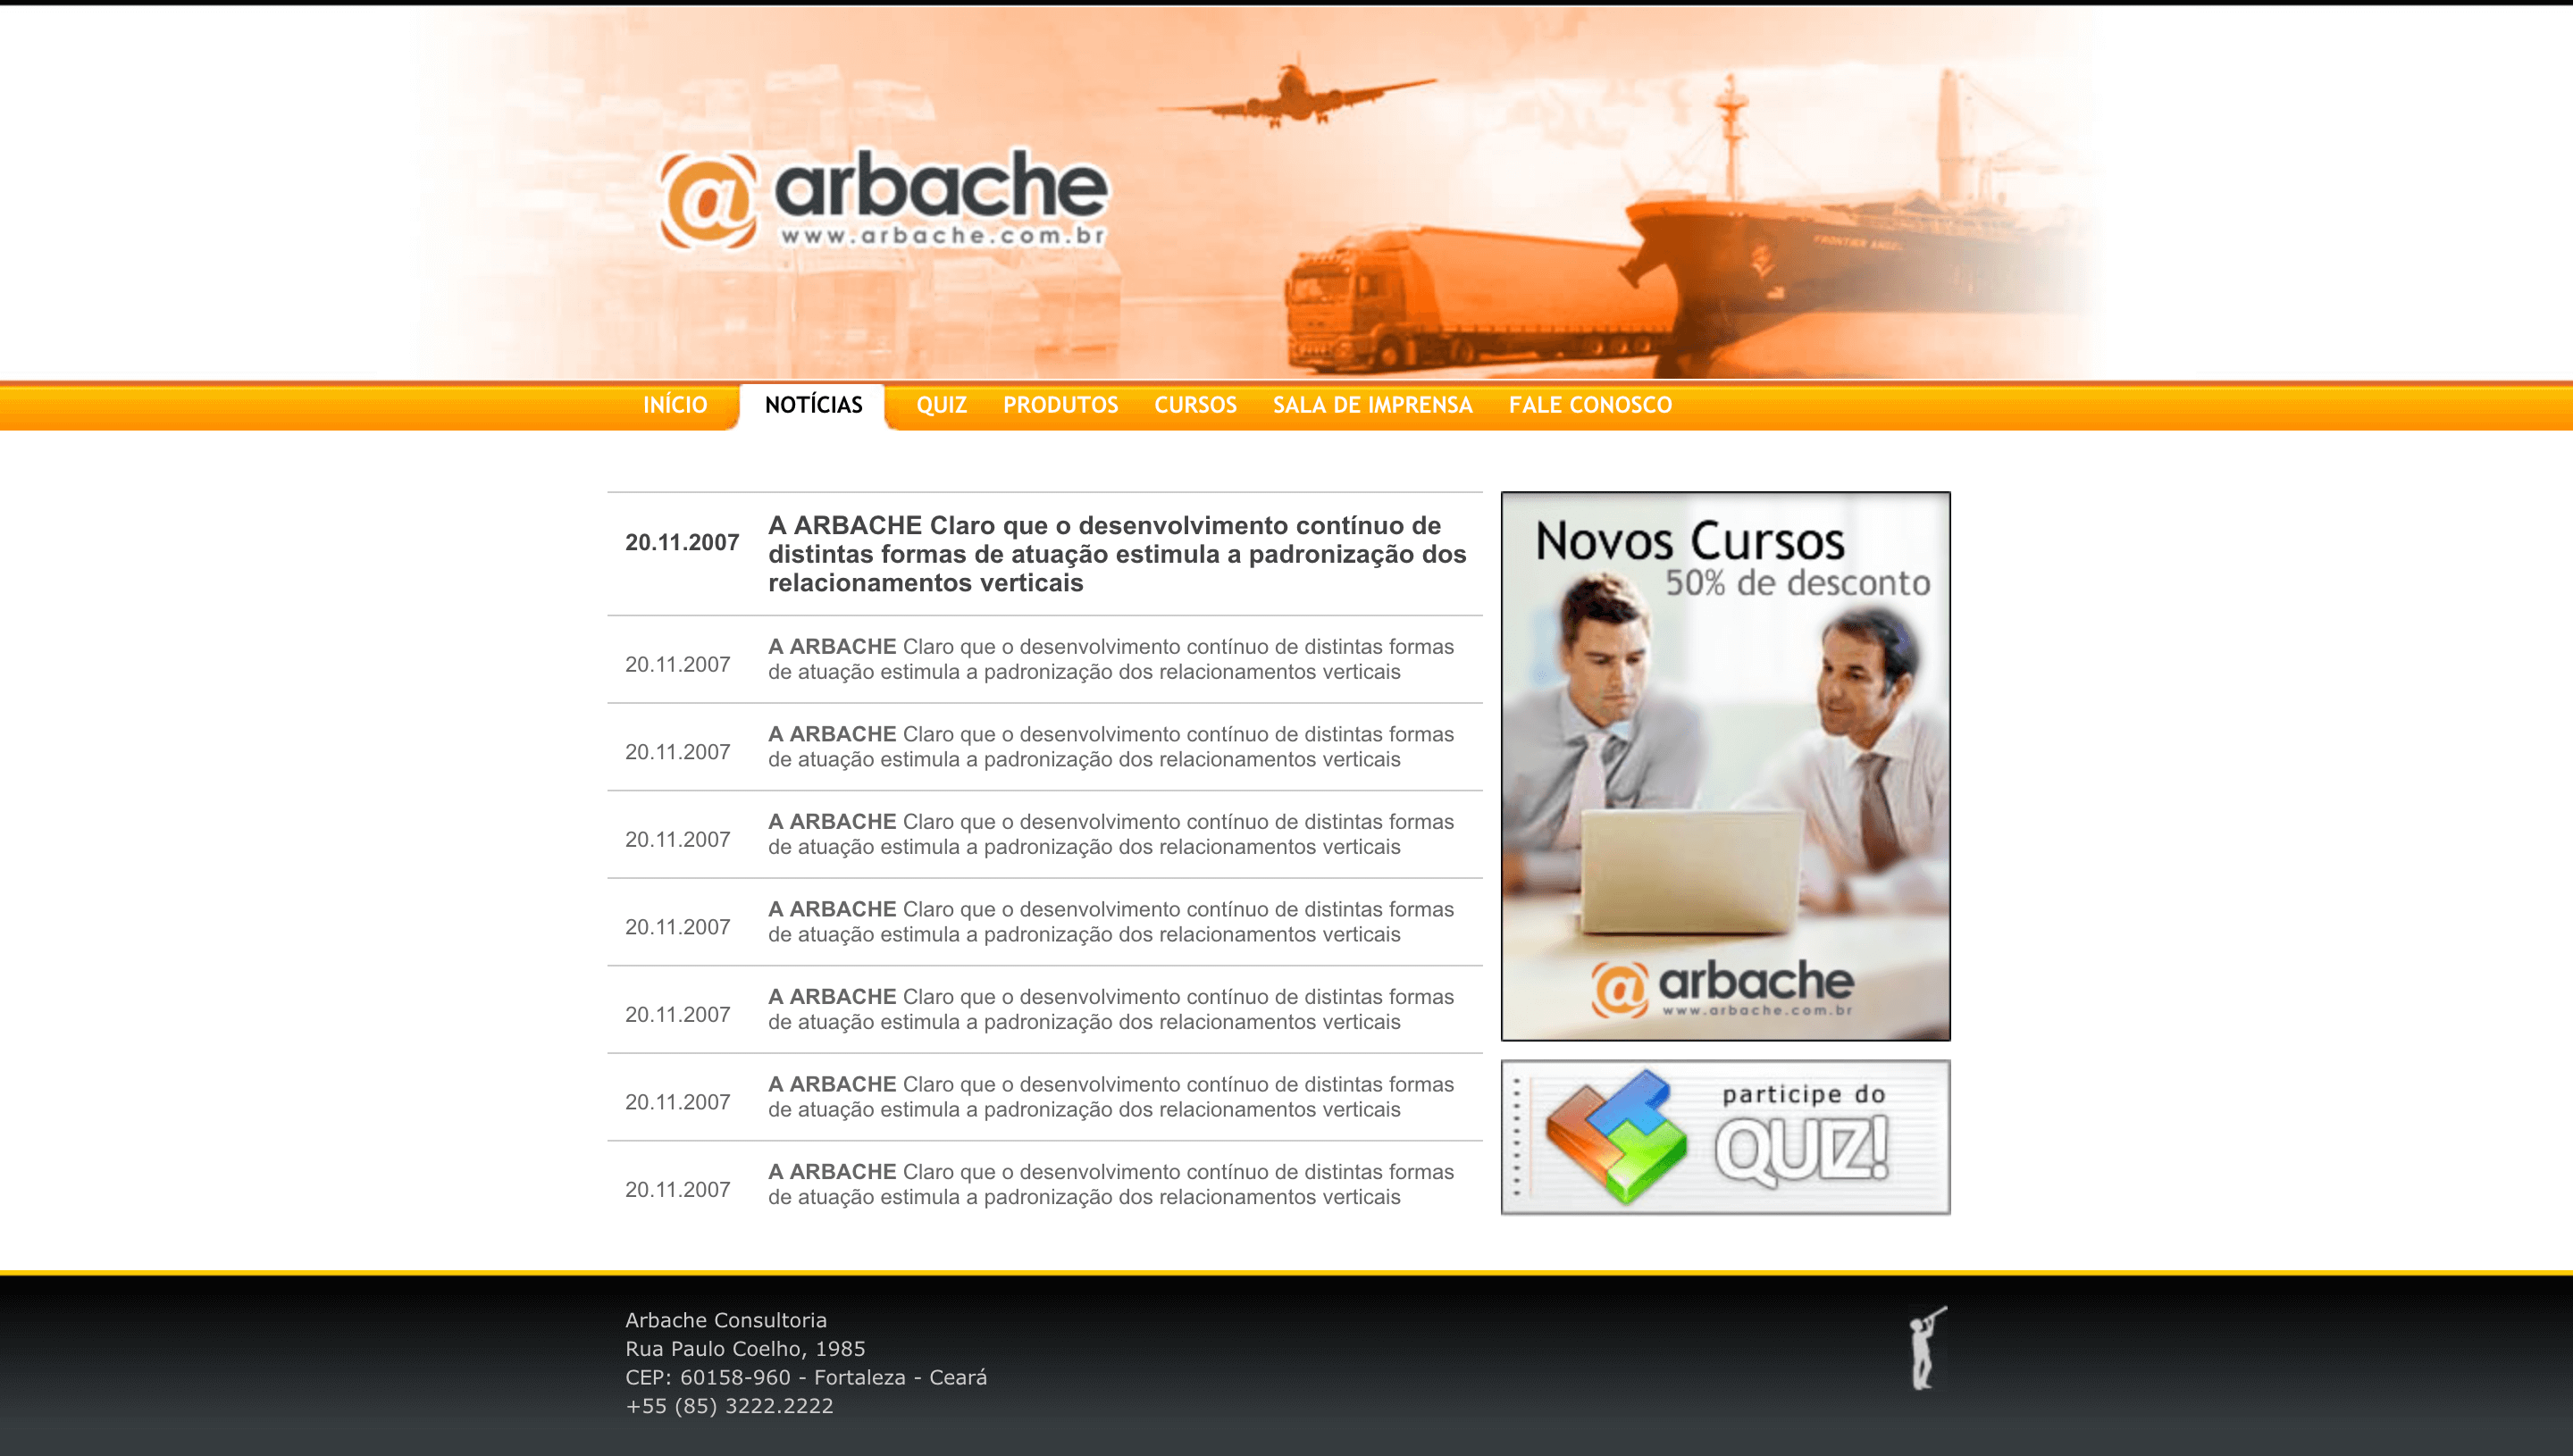 arbache
www.arbache.com.br
FRONTIER ANGEL
INÍCIO NOTÍCIAS QUIZ PRODUTOS CURSOS SALA DE IMPRENSA FALE CONOSCO
20.11.2007
A ARBACHE Claro que o desenvolvimento contínuo de
distintas formas de atuação estimula a padronização dos
relacionamentos verticais
20.11.2007
A ARBACHE Claro que o desenvolvimento contínuo de distintas formas
de atuação estimula a padronização dos relacionamentos verticais
20.11.2007
A ARBACHE Claro que o desenvolvimento contínuo de distintas formas
de atuação estimula a padronização dos relacionamentos verticais
20.11.2007
A ARBACHE Claro que o desenvolvimento contínuo de distintas formas
de atuação estimula a padronização dos relacionamentos verticais
20.11.2007
A ARBACHE Claro que o desenvolvimento contínuo de distintas formas
de atuação estimula a padronização dos relacionamentos verticais
20.11.2007
A ARBACHE Claro que o desenvolvimento contínuo de distintas formas
de atuação estimula a padronização dos relacionamentos verticais
20.11.2007
A ARBACHE Claro que o desenvolvimento contínuo de distintas formas
de atuação estimula a padronização dos relacionamentos verticais
20.11.2007
A ARBACHE Claro que o desenvolvimento contínuo de distintas formas
de atuação estimula a padronização dos relacionamentos verticais
Novos Cursos
50% de desconto
arbache
www.arbache.com.br
participe do
QUIZ!
Arbache Consultoria
Rua Paulo Coelho, 1985
CEP: 60158-960 - Fortaleza - Ceará
+55 (85) 3222.2222